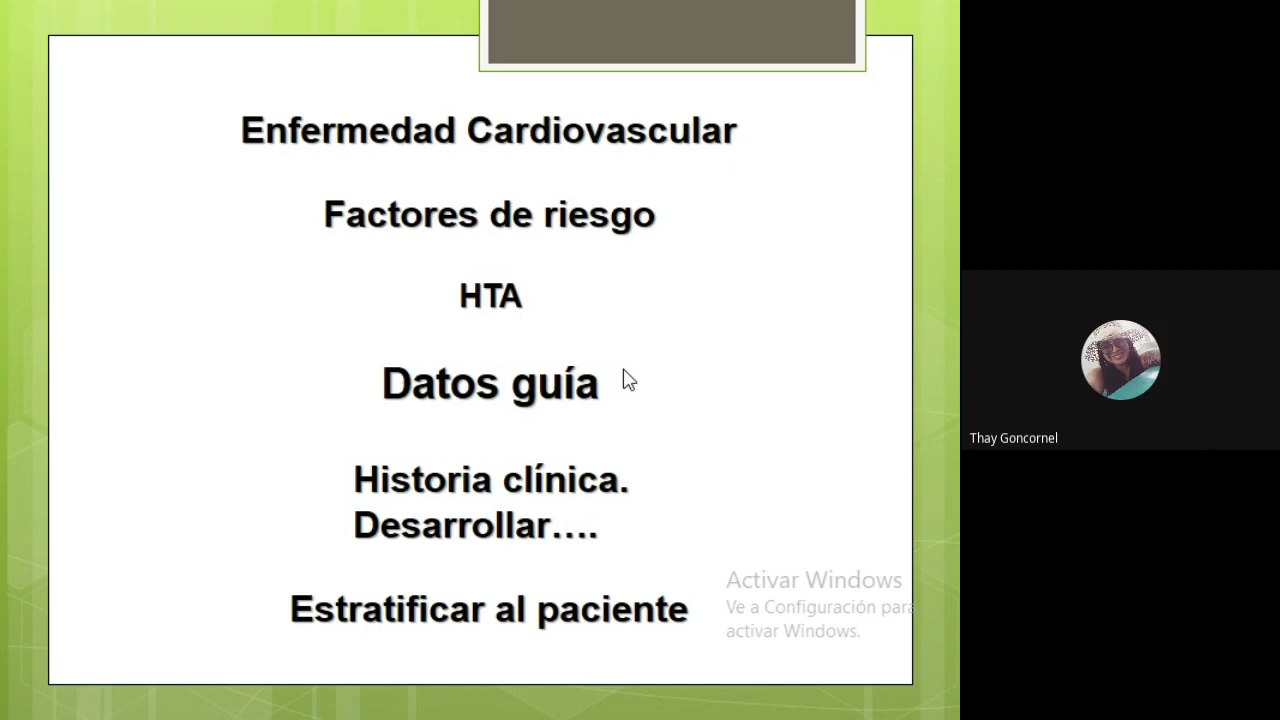 Enfermedad Cardiovascular
Factores de riesgo
HTA
Datos guía
Historia clínica.
Desarrollar….
Estratificar al paciente
Activar Windows
Ve a Configuración para
activar Windows.
Thay Goncornel